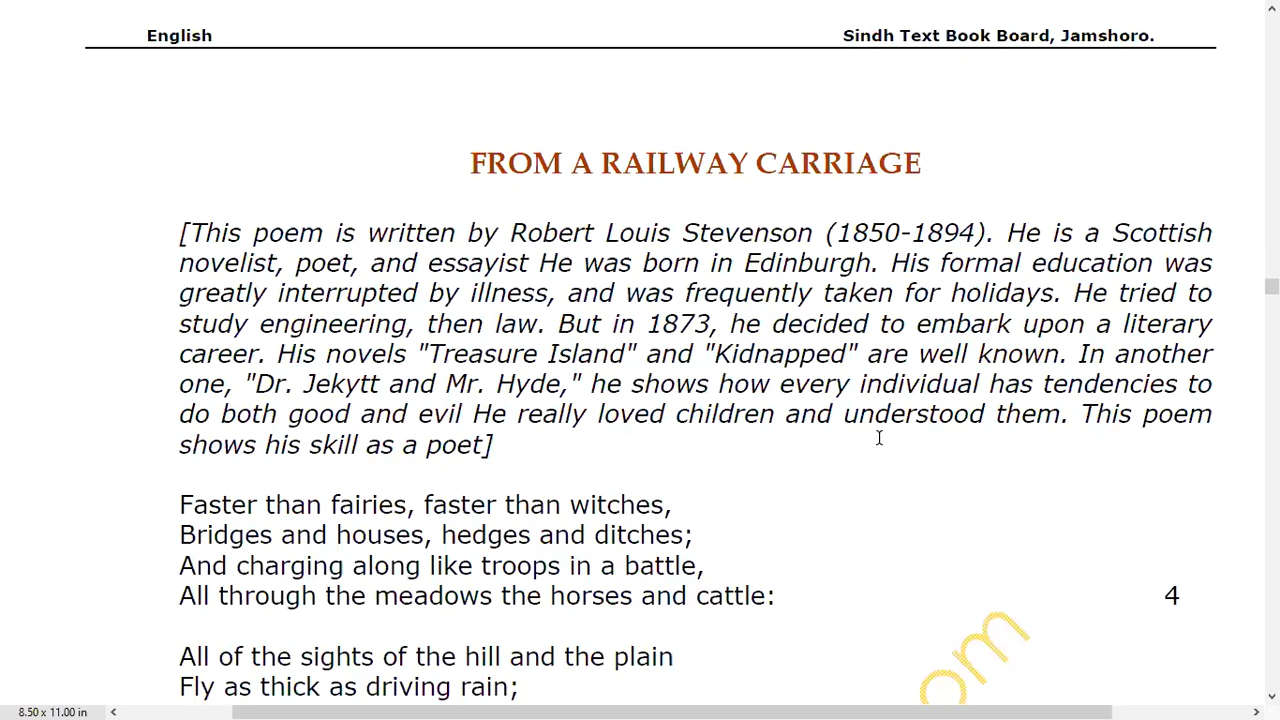 English
Sindh Text Book Board, Jamshoro.
FROM A RAILWAY CARRIAGE
[This poem is written by Robert Louis Stevenson (1850-1894). He is a Scottish
novelist, poet, and essayist He was born in Edinburgh. His formal education was
greatly interrupted by illness, and was frequently taken for holidays. He tried to
study engineering, then law. But in 1873, he decided to embark upon a literary
career. His novels "Treasure Island" and "Kidnapped" are well known. In another
one, "Dr. Jekytt and Mr. Hyde," he shows how every individual has tendencies to
do both good and evil He really loved children and understood them. This poem
shows his skill as a poet]
Faster than fairies, faster than witches,
Bridges and houses, hedges and ditches;
And charging along like troops in a battle,
All through the meadows the horses and cattle: 4
All of the sights of the hill and the plain
Fly as thick as driving rain;
om
8.50 x 11.00 in